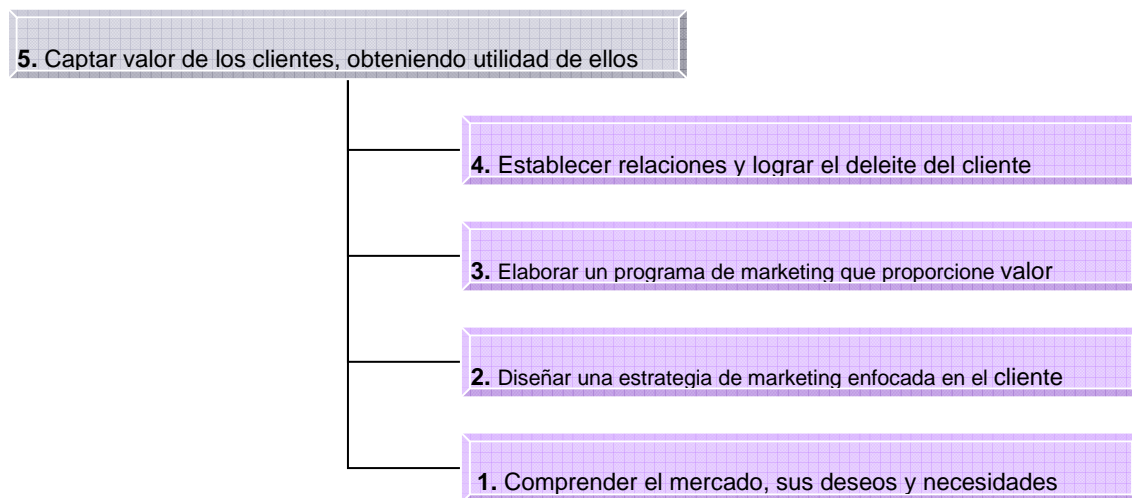 5. Captar valor de los clientes, obteniendo utilidad de ellos
4. Establecer relaciones y lograr el deleite del cliente
3. Elaborar un programa de marketing que proporcione valor
2. Diseñar una estrategia de marketing enfocada en el cliente
1. Comprender el mercado, sus deseos y necesidades